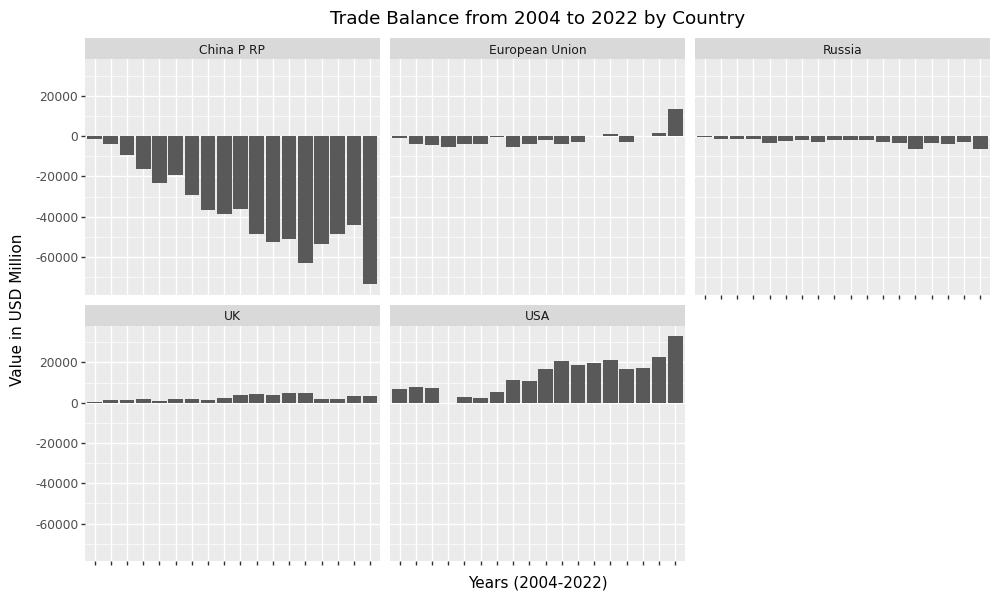 Trade Balance from 2004 to 2022 by Country
China P RP
European Union
Russia
20000
0
-20000
-40000
-60000
UK
USA
20000
0
-20000
-40000
-60000
Value in USD Million
Years (2004-2022)